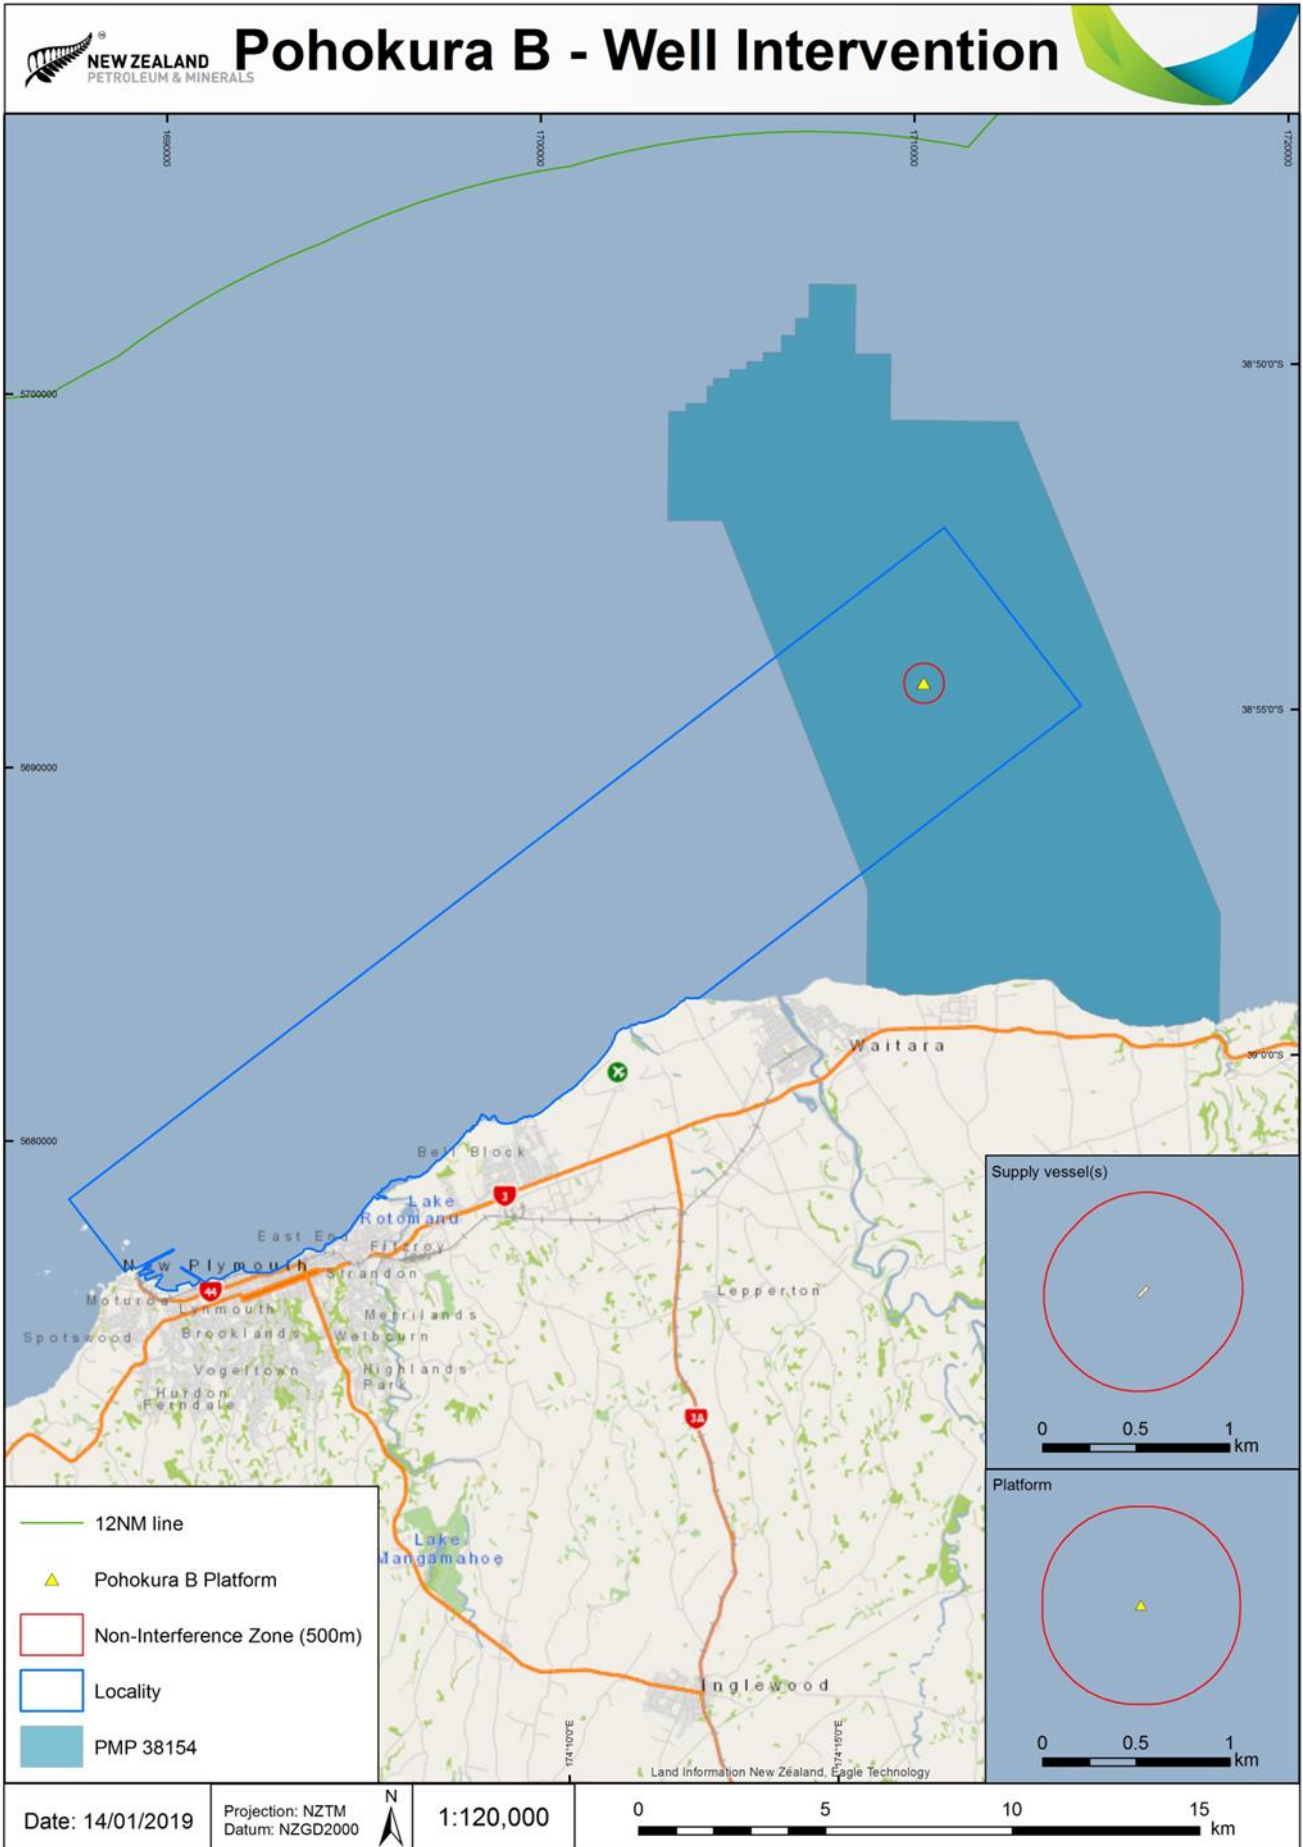 NEW ZEALAND
PETROLEUM & MINERALS
Pohokura B - Well Intervention
1690000
1700000
1710000
1720000
38°50'0"S
5700000
38°55'0"S
5690000
Waitara
39°0'0"S
5680000
Bell Block
Supply vessel(s)
3
Lake
Rotomanu
East End
Fitzroy
New Plymouth
Strandon
44
Moturoa
Lynmouth
Lepperton
Merrilands
Spotswood
Brooklands
Welbourn
Vogeltown
Highlands
Park
Hurdon
Ferndale
3A
0 0.5 1
km
Platform
12NM line
Lake
Mangamahoe
Pohokura B Platform
Non-Interference Zone (500m)
Locality
Inglewood
PMP 38154
0 0.5 1
km
174°10'0"E
174°15'0"E
Land Information New Zealand, Eagle Technology
Date: 14/01/2019
Projection: NZTM
Datum: NZGD2000
N
1:120,000
0 5 10 15
km